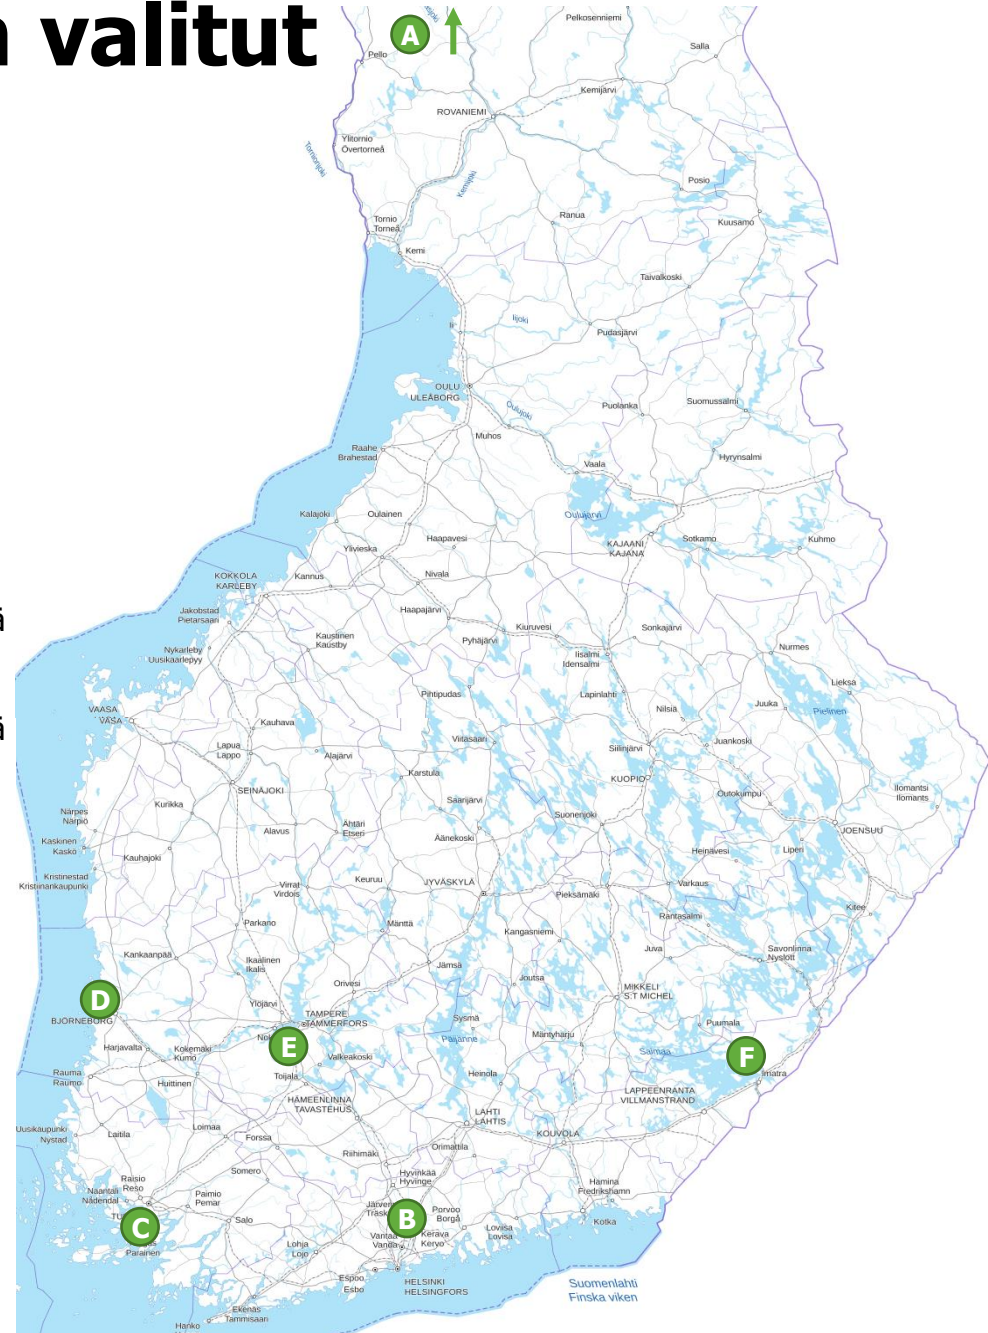 valitut
A
Pelkosenniemi
Salla
Pello
Kemijärvi
ROVANIEMI
Ylitornio
Övertorneå
Tornionjoki
Kemijoki
Posio
Ranua
Kuusamo
Tornio
Torneå
Kemi
Taivalkoski
Ii
Iijoki
Pudasjärvi
OULU
ULEÅBORG
Oulujoki
Puolanka
Suomussalmi
Muhos
Raahe
Brahestad
Vaala
Hyrynsalmi
Kalajoki
Oulainen
Oulujärvi
Ylivieska
Haapavesi
KAJAANI
KAJANA
Sotkamo
Kuhmo
KOKKOLA
KARLEBY
Kannus
Nivala
Jakobstad
Pietarsaari
Haapajärvi
ä
Kaustinen
Kaustby
Pyhäjärvi
Kiuruvesi
Sonkajärvi
Nykarleby
Uusikaarlepyy
Iisalmi
Idensalmi
Nurmes
Pihtipudas
Lapinlahti
Lieksa
VAASA
VASA
Kauhava
Nilsiä
Juuka
Pielinen
ä
Lapua
Lappo
Alajärvi
Viitasaari
Siilinjärvi
Juankoski
SEINÄJOKI
Karstula
KUOPIO
Outokumpu
Ilomantsi
Ilomants
Närpes
Närpiö
Kurikka
Saarijärvi
Suonenjoki
Kaskinen
Kaskö
Alavus
Ähtäri
Etseri
Äänekoski
JOENSUU
Kauhajoki
Heinävesi
Liperi
Kristinestad
Kristiinankaupunki
Virrat
Virdois
Keuruu
JYVÄSKYLÄ
Pieksämäki
Varkaus
Kitee
Parkano
Mänttä
Kangasniemi
Rantasalmi
Kankaanpää
Ikaalinen
Ikalis
Jämsä
Juva
Savonlinna
Nyslott
D
BJÖRNEBORG
Ylöjärvi
Orivesi
Joutsa
MIKKELI
S:T MICHEL
TAMPERE
TAMMERFORS
Sysmä
Puumala
Harjavalta
Kokemäki
Kumo
E
Valkeakoski
Päijänne
Mäntyharju
Saimaa
F
Rauma
Raumo
Huittinen
Toijala
Heinola
Imatra
HÄMEENLINNA
TAVASTEHUS
LAPPEENRANTA
VILLMANSTRAND
Uusikaupunki
Nystad
Laitila
Loimaa
Forssa
LAHTI
LAHTIS
KOUVOLA
Riihimäki
Orimattila
Raisio
Reso
Somero
Hyvinkää
Hyvinge
Hamina
Fredrikshamn
Naantali
Nådendal
Paimio
Pemar
B
Porvoo
Borgå
Kotka
C
Parainen
Salo
Lohja
Lojo
Vantaa
Vanda
Kerava
Kervo
Loviisa
Lovisa
Espoo
Esbo
HELSINKI
HELSINGFORS
Suomenlahti
Finska viken
Ekenäs
Tammisaari
Hanko